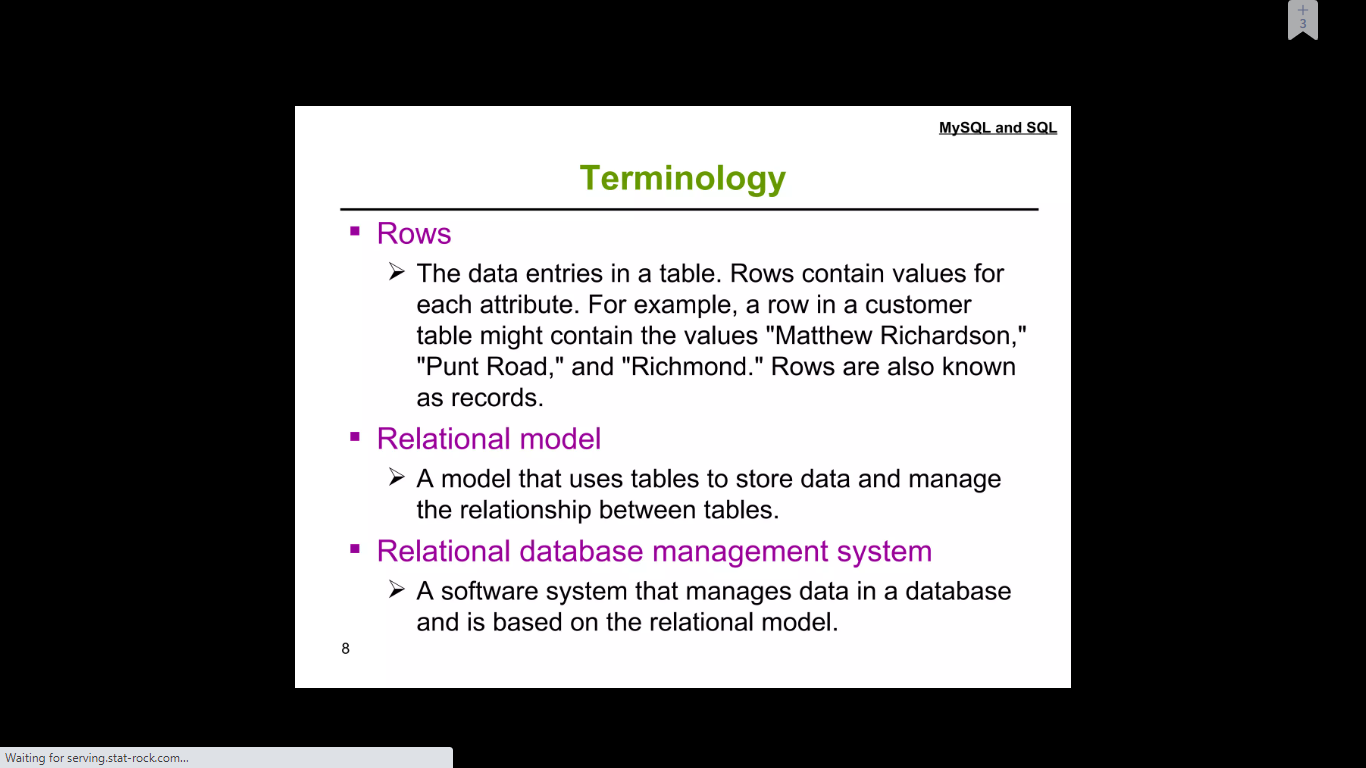 +
3
MySQL and SQL
Terminology
Rows
The data entries in a table. Rows contain values for
each attribute. For example, a row in a customer
table might contain the values "Matthew Richardson,"
"Punt Road," and "Richmond." Rows are also known
as records.
Relational model
A model that uses tables to store data and manage
the relationship between tables.
Relational database management system
A software system that manages data in a database
and is based on the relational model.
8
Waiting for serving.stat-rock.com...